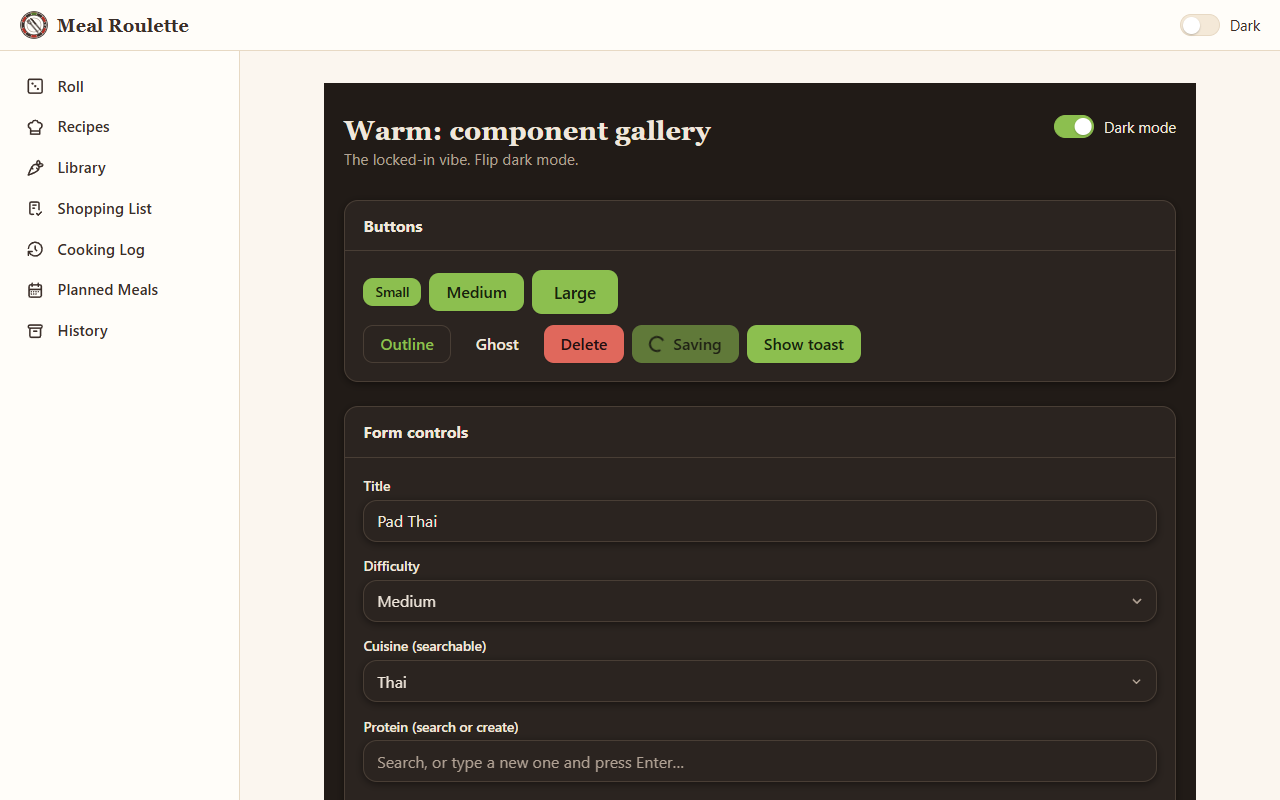 Meal Roulette
Dark
Roll
Recipes
Library
Shopping List
Cooking Log
Planned Meals
History
Warm: component gallery
Dark mode
The locked-in vibe. Flip dark mode.
Buttons
Small Medium Large
Outline Ghost Delete Saving Show toast
Form controls
Title
Pad Thai
Difficulty
Medium
Cuisine (searchable)
Thai
Protein (search or create)
Search, or type a new one and press Enter...